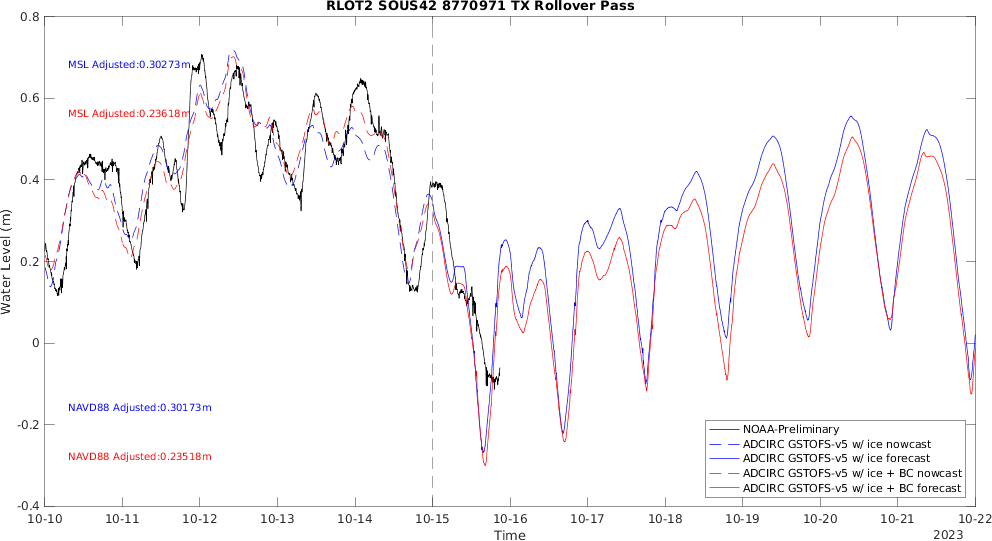 RLOT2 SOUS42 8770971 TX Rollover Pass
0.8
0.6
0.4
0.2
0
-0.2
-0.4
Water Level (m)
MSL Adjusted:0.30273m
MSL Adjusted:0.23618m
NAVD88 Adjusted:0.30173m
NAVD88 Adjusted:0.23518m
NOAA-Preliminary
ADCIRC GSTOFS-v5 w/ ice nowcast
ADCIRC GSTOFS-v5 w/ ice forecast
ADCIRC GSTOFS-v5 w/ ice + BC nowcast
ADCIRC GSTOFS-v5 w/ ice + BC forecast
10-10 10-11 10-12 10-13 10-14 10-15 10-16 10-17 10-18 10-19 10-20 10-21 10-22
Time
2023